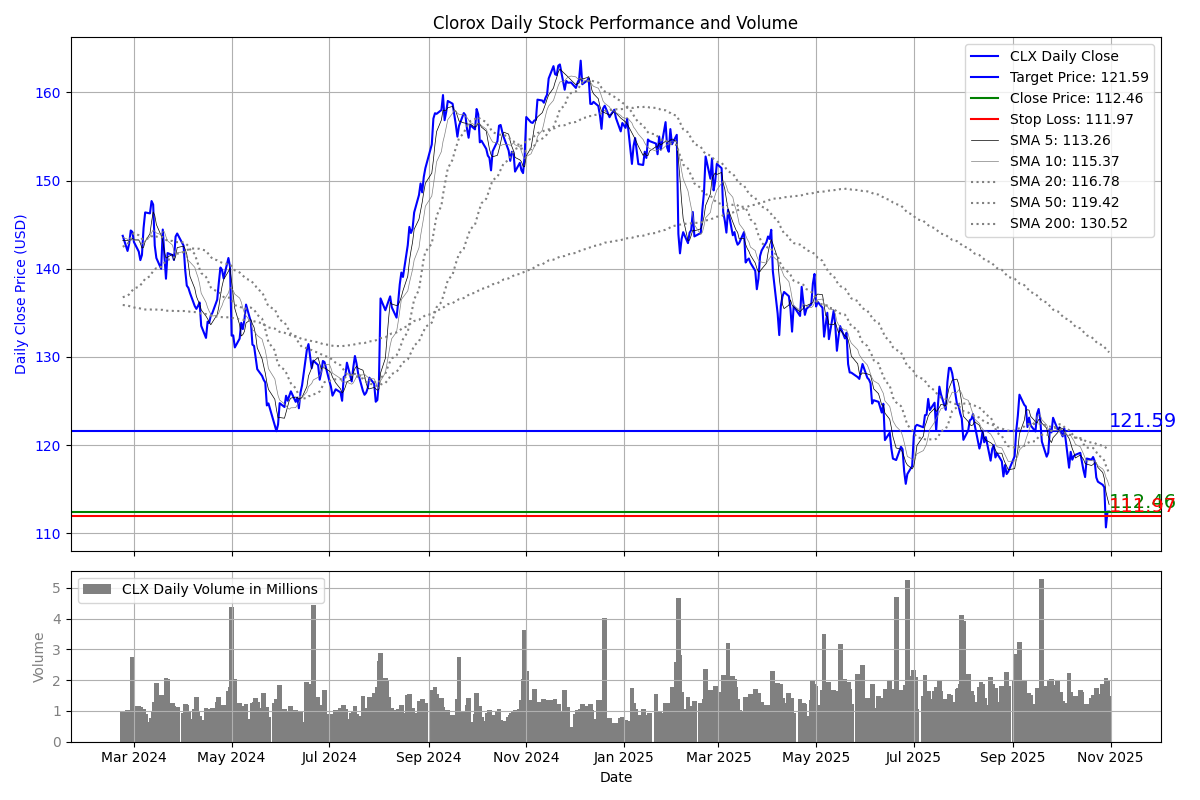 Clorox Daily Stock Performance and Volume
Daily Close Price (USD)
160
150
140
130
120
110
CLX Daily Close
Target Price: 121.59
Close Price: 112.46
Stop Loss: 111.97
SMA 5: 113.26
SMA 10: 115.37
SMA 20: 116.78
SMA 50: 119.42
SMA 200: 130.52
121.59
112.46
111.97
Volume
5
4
3
2
1
0
CLX Daily Volume in Millions
Mar 2024
May 2024
Jul 2024
Sep 2024
Nov 2024
Jan 2025
Mar 2025
May 2025
Jul 2025
Sep 2025
Nov 2025
Date